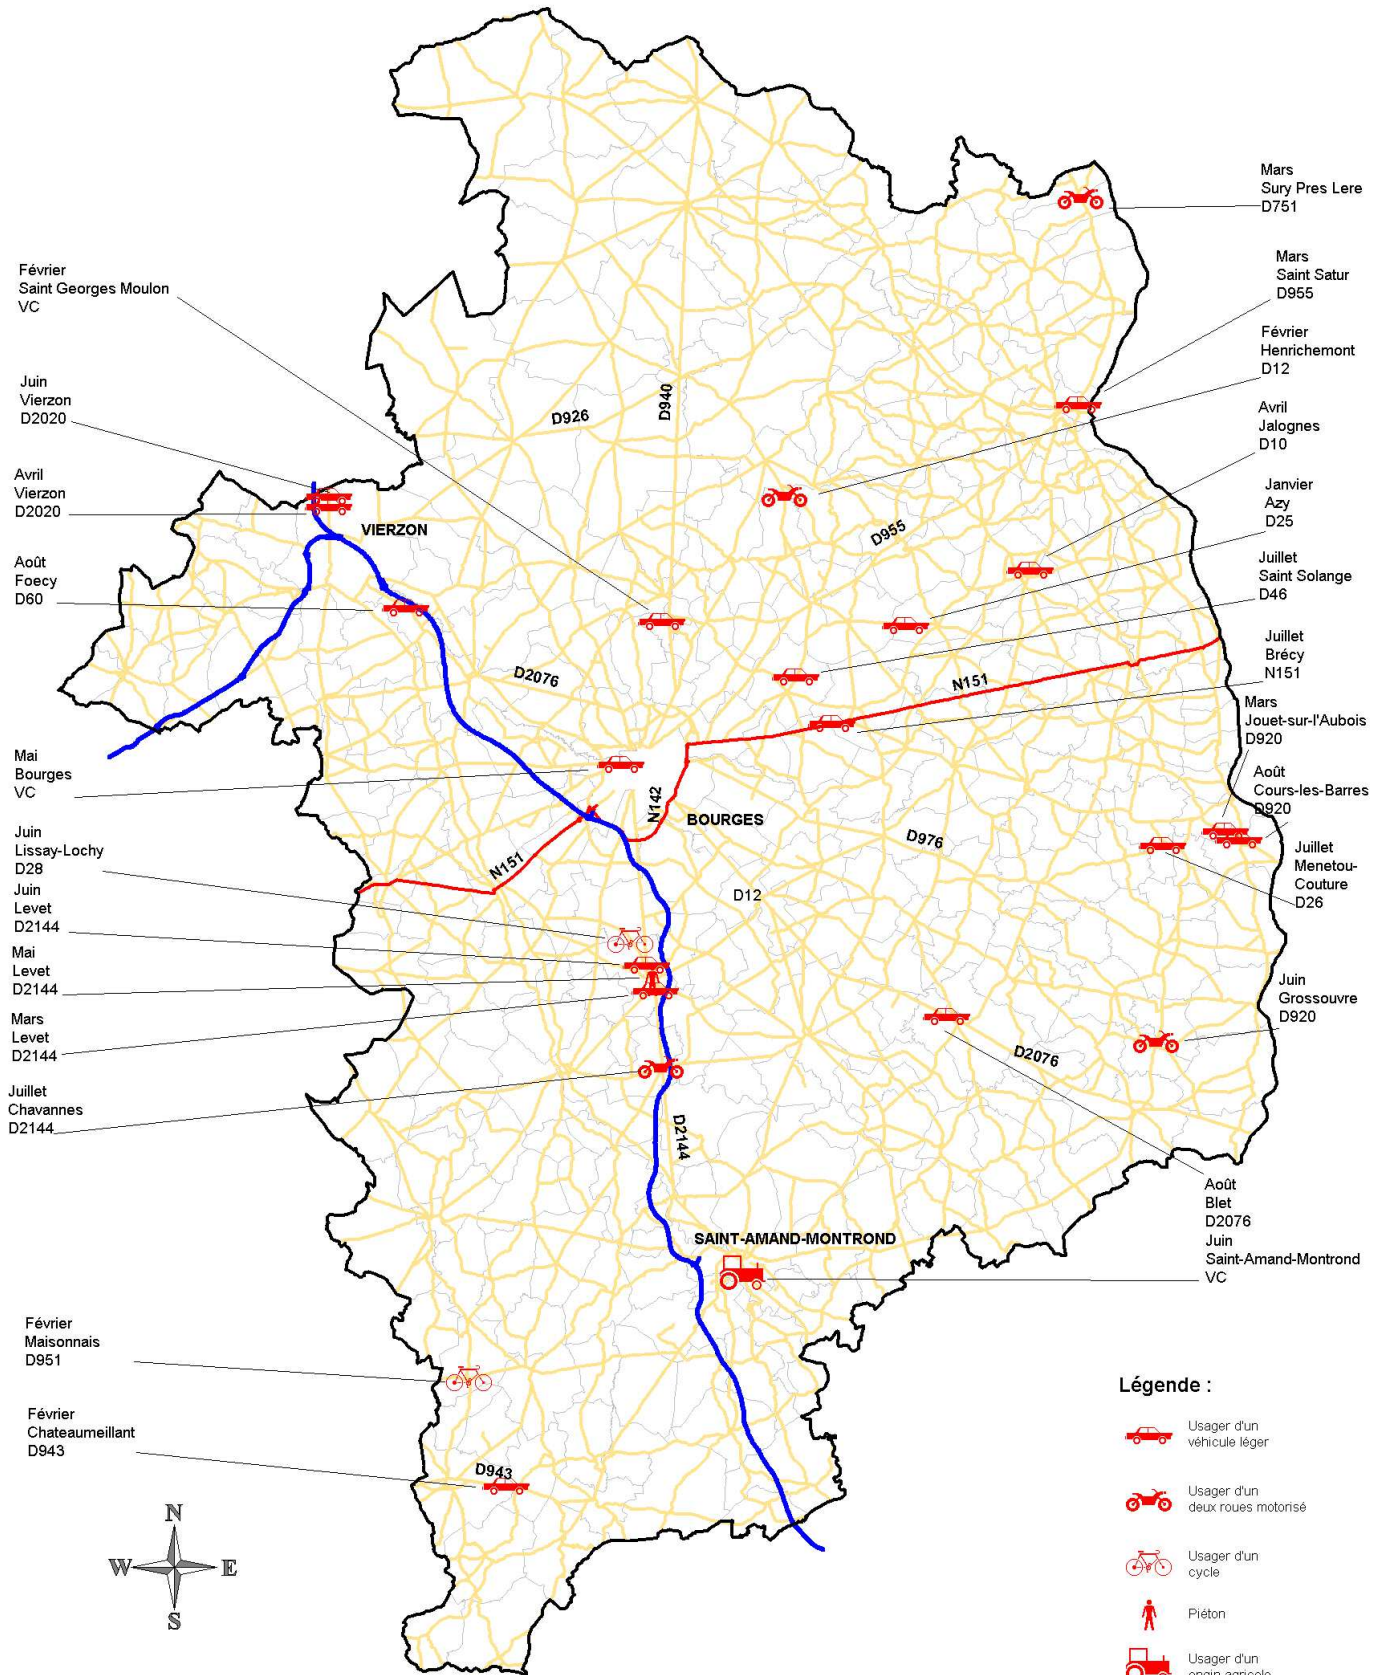 Mars
Sury Pres Lere
D751
Mars
Saint Satur
D955
Février
Henrichemont
D12
Avril
Jalognes
D10
Janvier
Azy
D25
Juillet
Saint Solange
D46
Juillet
Brécy
N151
Mars
Jouet-sur-l'Aubois
D920
Août
Cours-les-Barres
D920
Juillet
Menetou-
Couture
D26
Juin
Grossouvre
D920
Août
Blet
D2076
Juin
Saint-Amand-Montrond
VC
Février
Saint Georges Moulon
VC
Juin
Vierzon
D2020
Avril
Vierzon
D2020
Août
Foecy
D60
Mai
Bourges
VC
Juin
Lissay-Lochy
D28
Juin
Levet
D2144
Mai
Levet
D2144
Mars
Levet
D2144
Juillet
Chavannes
D2144
Février
Maisonnais
D951
Février
Chateaumeillant
D943
D926
D940
VIERZON
D955
D2076
N151
N142
BOURGES
D976
N151
D12
D2076
D2144
SAINT-AMAND-MONTROND
D943
N
W
E
S
Légende :
Usager d'un
véhicule léger
Usager d'un
deux roues motorisé
Usager d'un
cycle
Piéton
Usager d'un
engin agricole